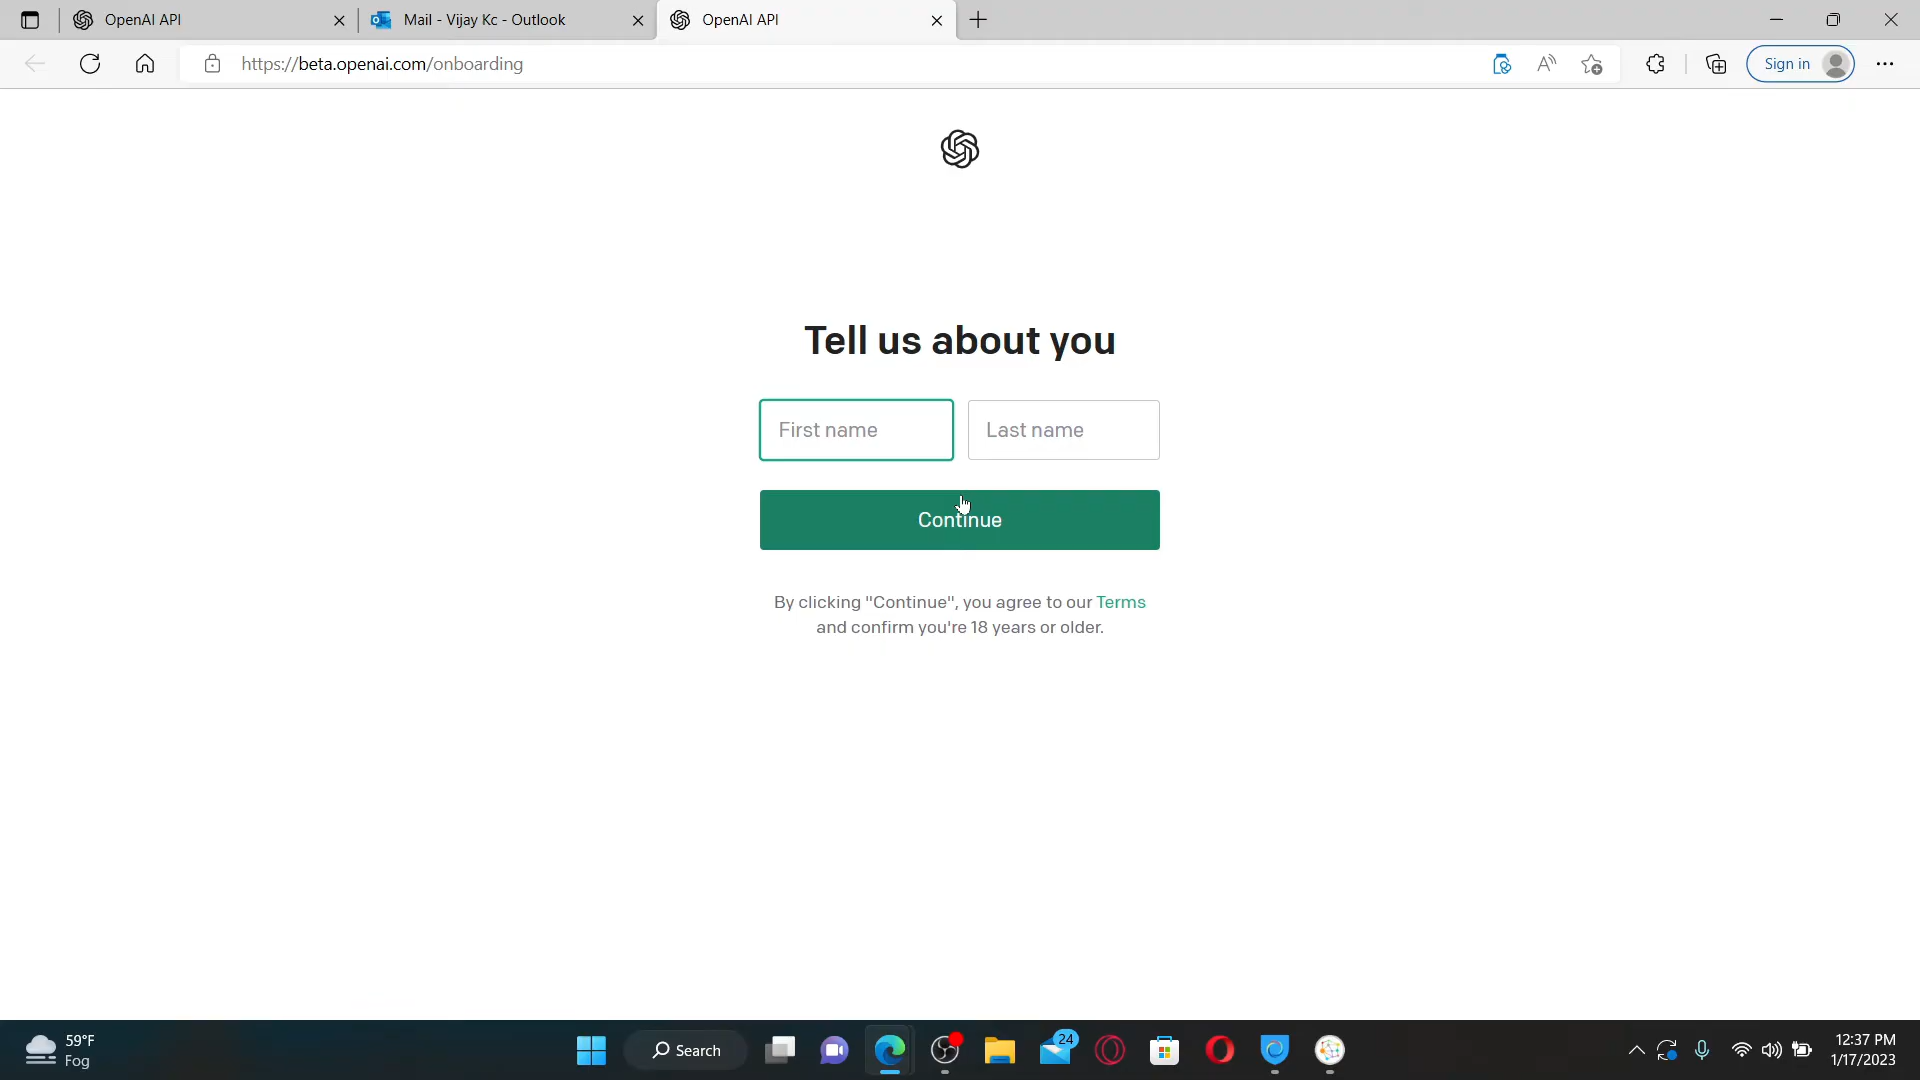 OpenAI API
Mail - Vijay Kc - Outlook
OpenAI API
https://beta.openai.com/onboarding
Sign in
Tell us about you
First name
Last name
Continue
By clicking "Continue", you agree to our Terms
and confirm you're 18 years or older.
59°F
Fog
Search
24
12:37 PM
1/17/2023